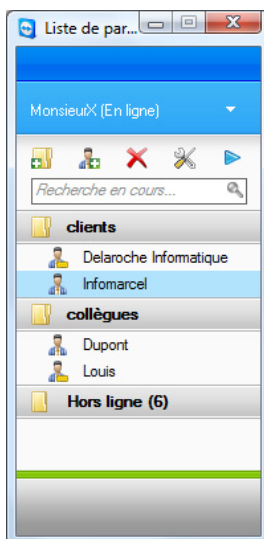 Liste de par...
MonsieurX (En ligne)
Recherche en cours...
clients
Delaroche Informatique
Infomarcel
collègues
Dupont
Louis
Hors ligne (6)